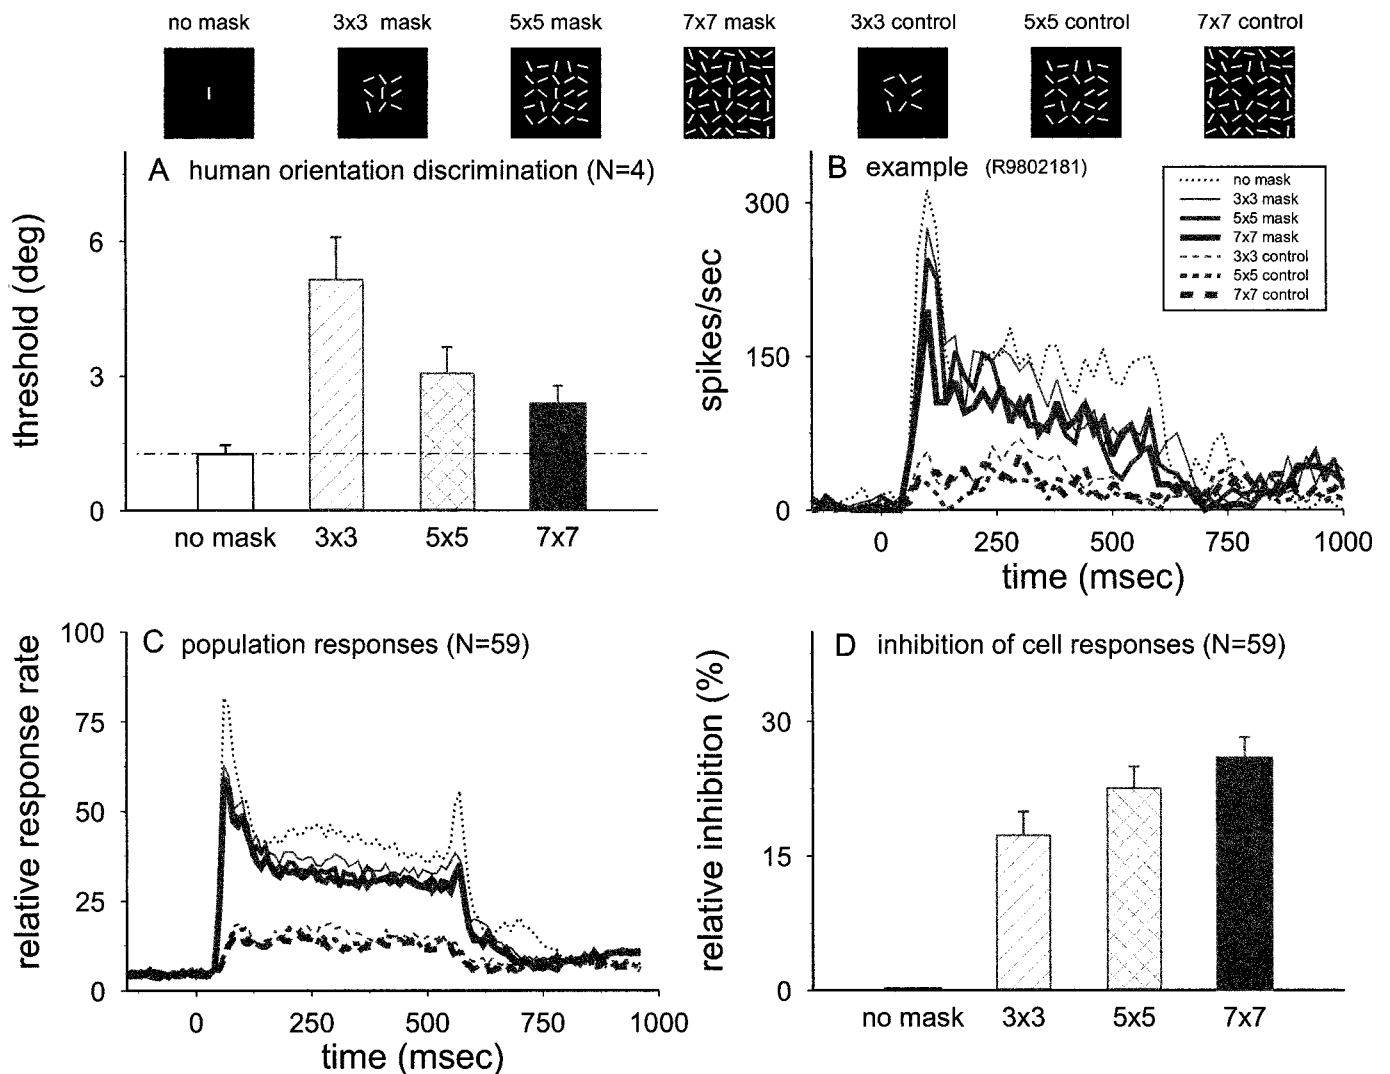 no mask
3x3 mask
5x5 mask
7x7 mask
3x3 control
5x5 control
7x7 control
A human orientation discrimination (N=4)
threshold (deg)
6
3
0
no mask
3x3
5x5
7x7
B example (R9802181)
spikes/sec
300
150
0
no mask
3x3 mask
5x5 mask
7x7 mask
3x3 control
5x5 control
7x7 control
0
250
500
750
1000
time (msec)
C population responses (N=59)
relative response rate
100
75
50
25
0
0
250
500
750
1000
time (msec)
D inhibition of cell responses (N=59)
relative inhibition (%)
30
15
0
no mask
3x3
5x5
7x7